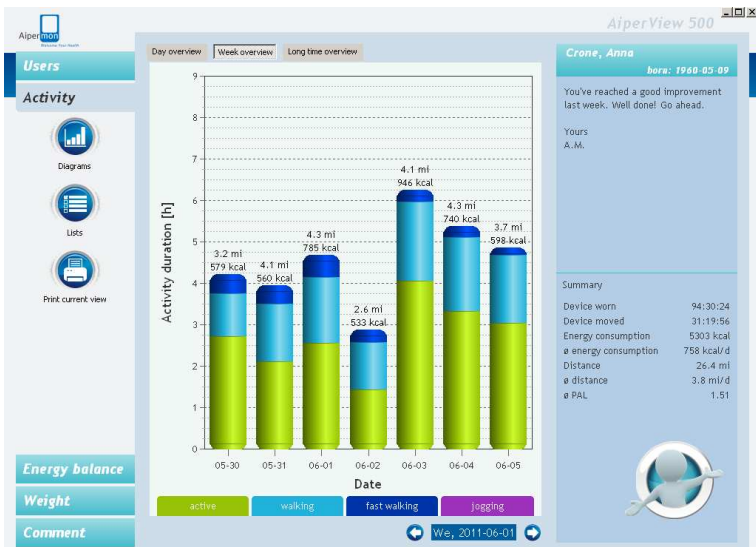 Aipermon
Welcome Your Health
AiperView 500
Users
Activity
Diagrams
Lists
Print current view
Energy balance
Weight
Comment
Day overview
Week overview
Long time overview
Activity duration [h]
9
8
7
6
5
4
3
2
1
0
3.2 mi
579 kcal
4.1 mi
560 kcal
4.3 mi
785 kcal
2.6 mi
533 kcal
4.1 mi
946 kcal
4.3 mi
740 kcal
3.7 mi
598 kcal
05-30 05-31 06-01 06-02 06-03 06-04 06-05
Date
active walking fast walking jogging
We, 2011-06-01
Crone, Anna
born: 1960-05-09
You've reached a good improvement
last week. Well done! Go ahead.
Yours
A.M.
Summary
Device worn 94:30:24
Device moved 31:19:56
Energy consumption 5303 kcal
ø energy consumption 758 kcal/d
Distance 26.4 mi
ø distance 3.8 mi/d
ø PAL 1.51